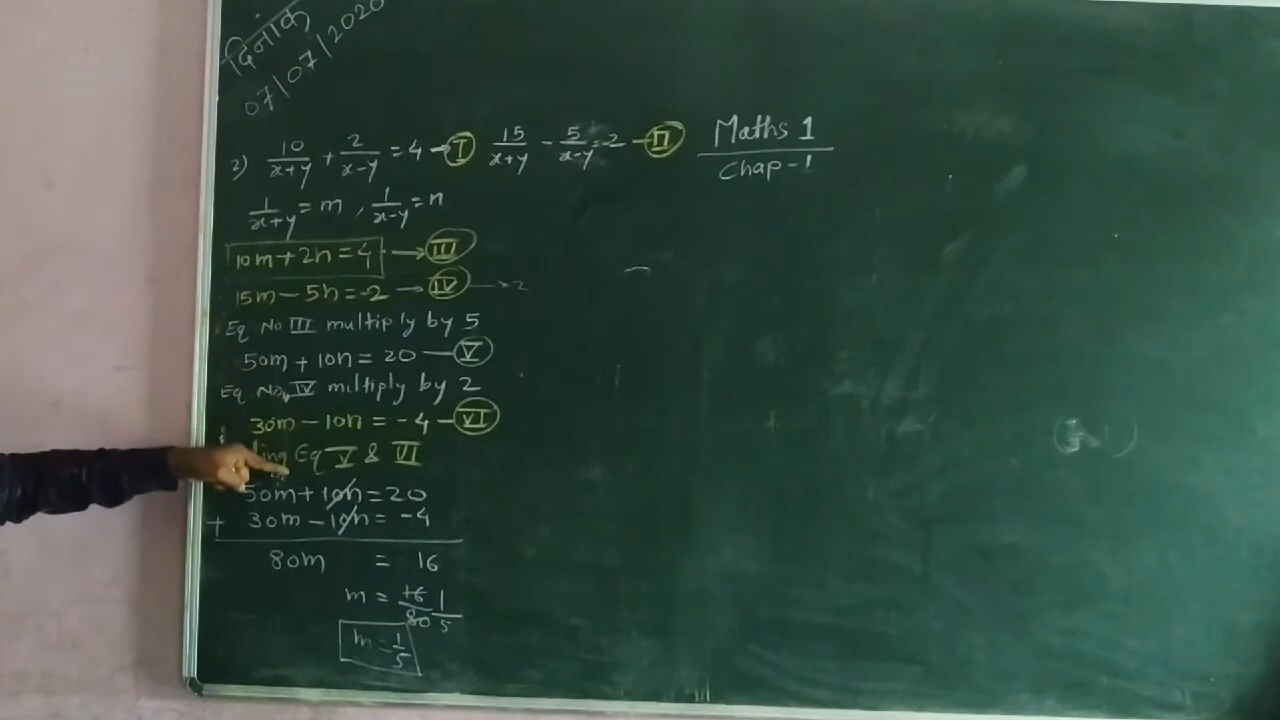 दिनांक
07/07/2020
Maths 1
Chap-1
2) 10/(x+y) + 2/(x-y) = 4 → I 15/(x+y) - 5/(x-y) = -2 → II
1/(x+y) = m , 1/(x-y) = n
10m + 2n = 4 → III
15m - 5n = -2 → IV → ×2
Eq No III multiply by 5
50m + 10n = 20 — V
Eq No. IV multiply by 2
30m - 10n = -4 — VI
Eq V & VI
50m + 10n = 20
+ 30m - 10n = -4
80m = 16
m = 16/80 1/5
m = 1/5